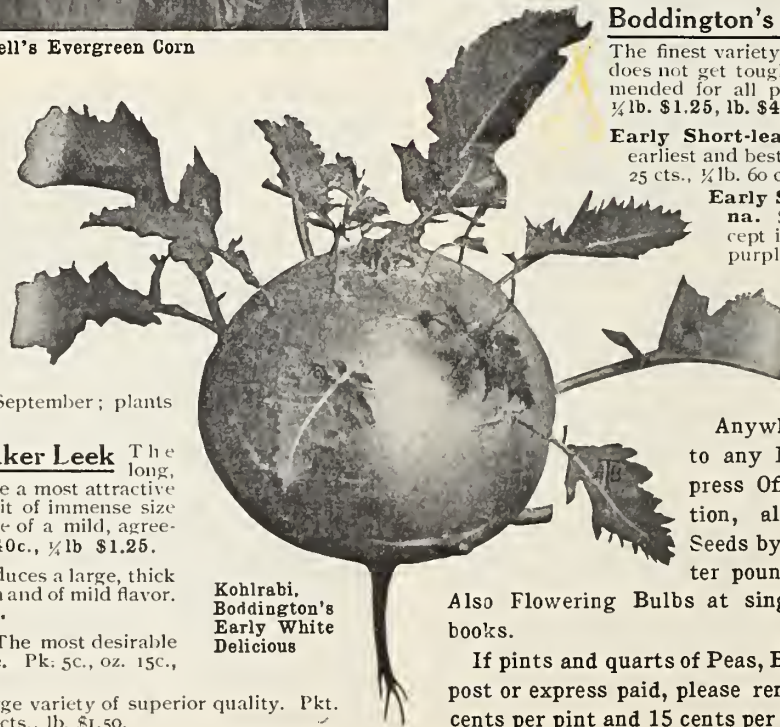 ell's Evergreen Corn
September; plants
ker Leek The
long,
e a most attractive
it of immense size
e of a mild, agree-
40c., ¼ lb $1.25.
duces a large, thick
and of mild flavor.
The most desirable
. Pk: 5c., oz. 15c.,
ge variety of superior quality. Pkt.
cts., lb. $1.50.
Kohlrabi,
Boddington's
Early White
Delicious
Boddington's
The finest variety
does not get toug
mended for all p
¼ lb. $1.25, lb. $4
Early Short-lea
earliest and best
25 cts., ¼ lb. 60 c
Early S
na.
cept i
purpl
Anywh
to any
press Of
tion, al
Seeds by
ter poun
Also Flowering Bulbs at sing
books.
If pints and quarts of Peas, B
post or express paid, please re
cents per pint and 15 cents per